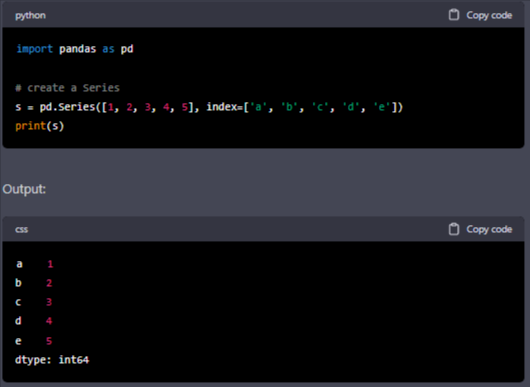 python Copy code
import pandas as pd
# create a Series
s = pd.Series([1, 2, 3, 4, 5], index=['a', 'b', 'c', 'd', 'e'])
print(s)
Output:
css Copy code
a    1
b    2
c    3
d    4
e    5
dtype: int64